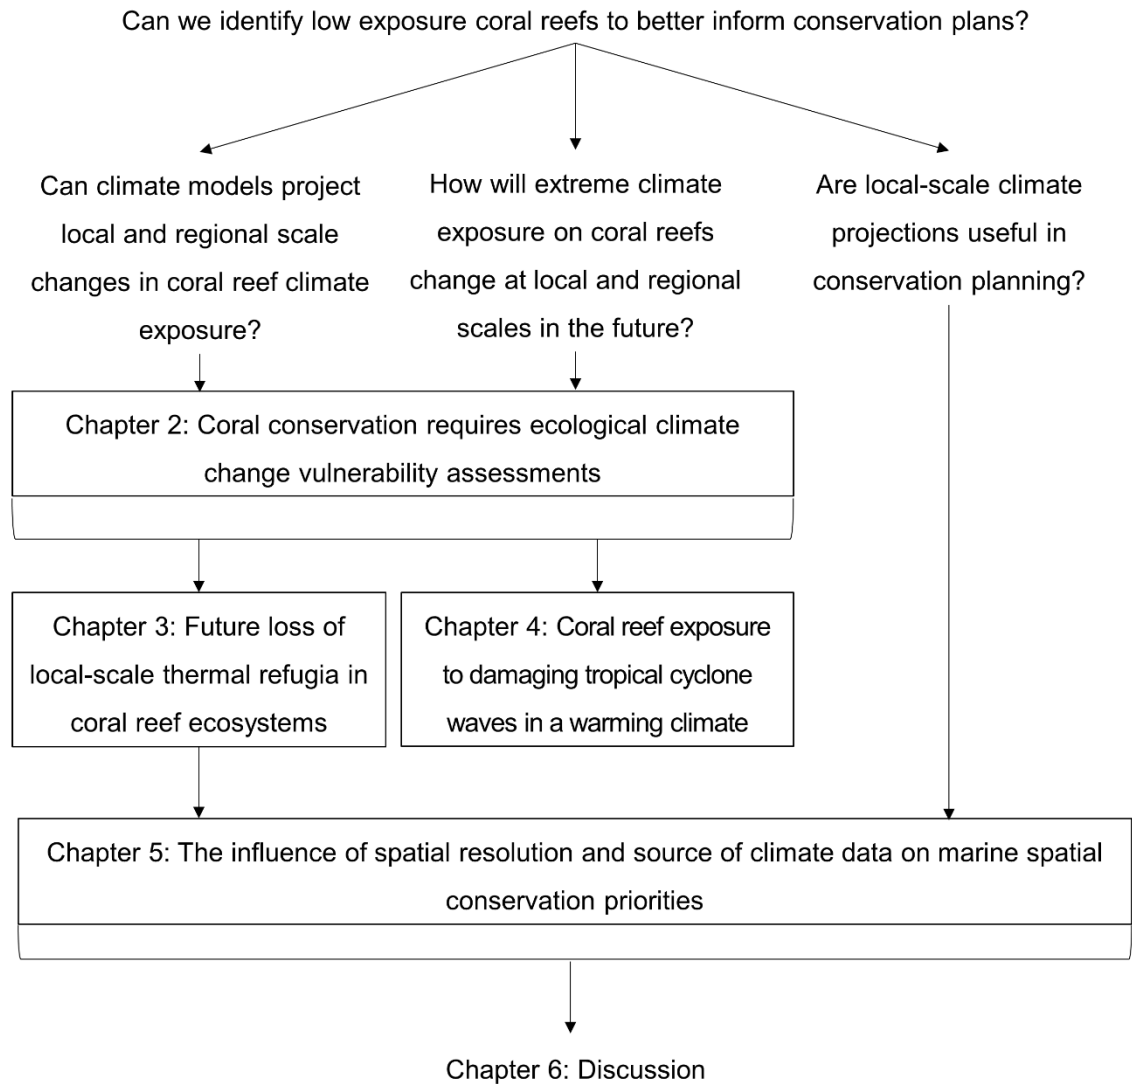 Can we identify low exposure coral reefs to better inform conservation plans?
Can climate models project
local and regional scale
changes in coral reef climate
exposure?
How will extreme climate
exposure on coral reefs
change at local and regional
scales in the future?
Are local-scale climate
projections useful in
conservation planning?
Chapter 2: Coral conservation requires ecological climate
change vulnerability assessments
Chapter 3: Future loss of
local-scale thermal refugia in
coral reef ecosystems
Chapter 4: Coral reef exposure
to damaging tropical cyclone
waves in a warming climate
Chapter 5: The influence of spatial resolution and source of climate data on marine spatial
conservation priorities
Chapter 6: Discussion